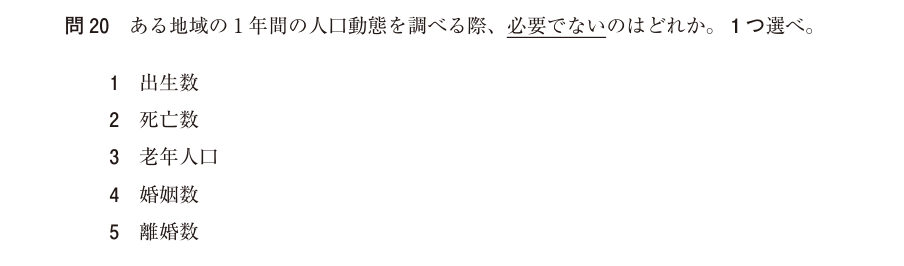 問20　ある地域の1年間の人口動態を調べる際、必要でないのはどれか。1つ選べ。
1　出生数
2　死亡数
3　老年人口
4　婚姻数
5　離婚数